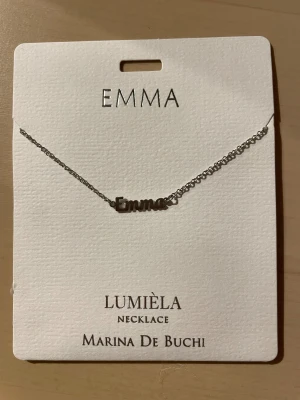 EMMA
Emma
LUMIÈLA
NECKLACE
MARINA DE BUCHI